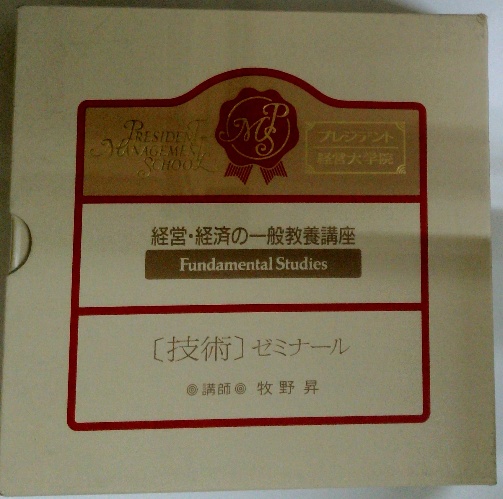 PRESIDENT
MANAGEMENT
SCHOOL
MPS
プレジデント
経営大学院
経営・経済の一般教養講座
Fundamental Studies
〔技術〕ゼミナール
◎講師◎ 牧野昇